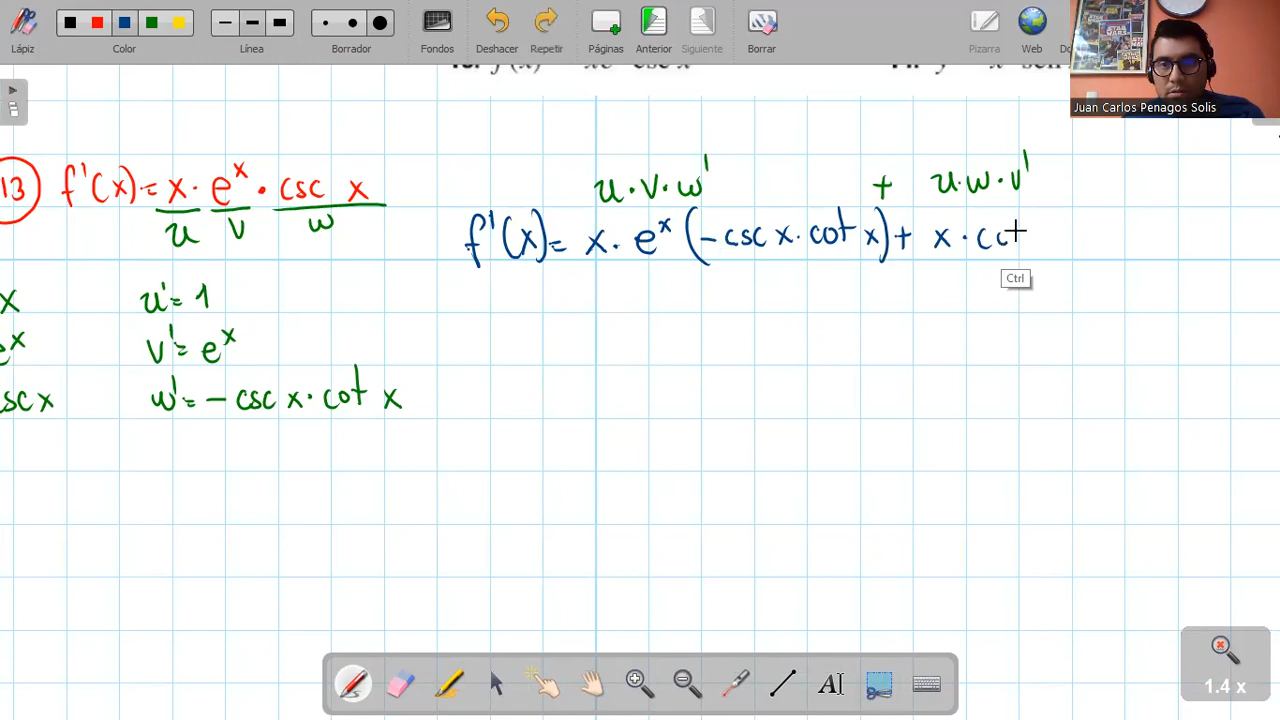 Lápiz Color Línea Borrador Fondos Deshacer Repetir Páginas Anterior Siguiente Borrar Pizarra Web
Juan Carlos Penagos Solis
13 f'(x)= x · e^x · csc x
u v w
u · v · w' + u · w · v'
f'(x)= x · e^x (-csc x · cot x) + x · cc
x u'= 1
e^x v'= e^x
scx w'= - csc x · cot x
Ctrl
1.4 x